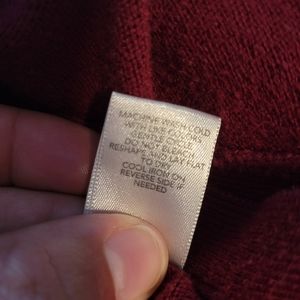 MACHINE WASH COLD
WITH LIKE COLORS
GENTLE CYCLE
DO NOT BLEACH
RESHAPE AND LAY FLAT
TO DRY
COOL IRON ON
REVERSE SIDE IF
NEEDED